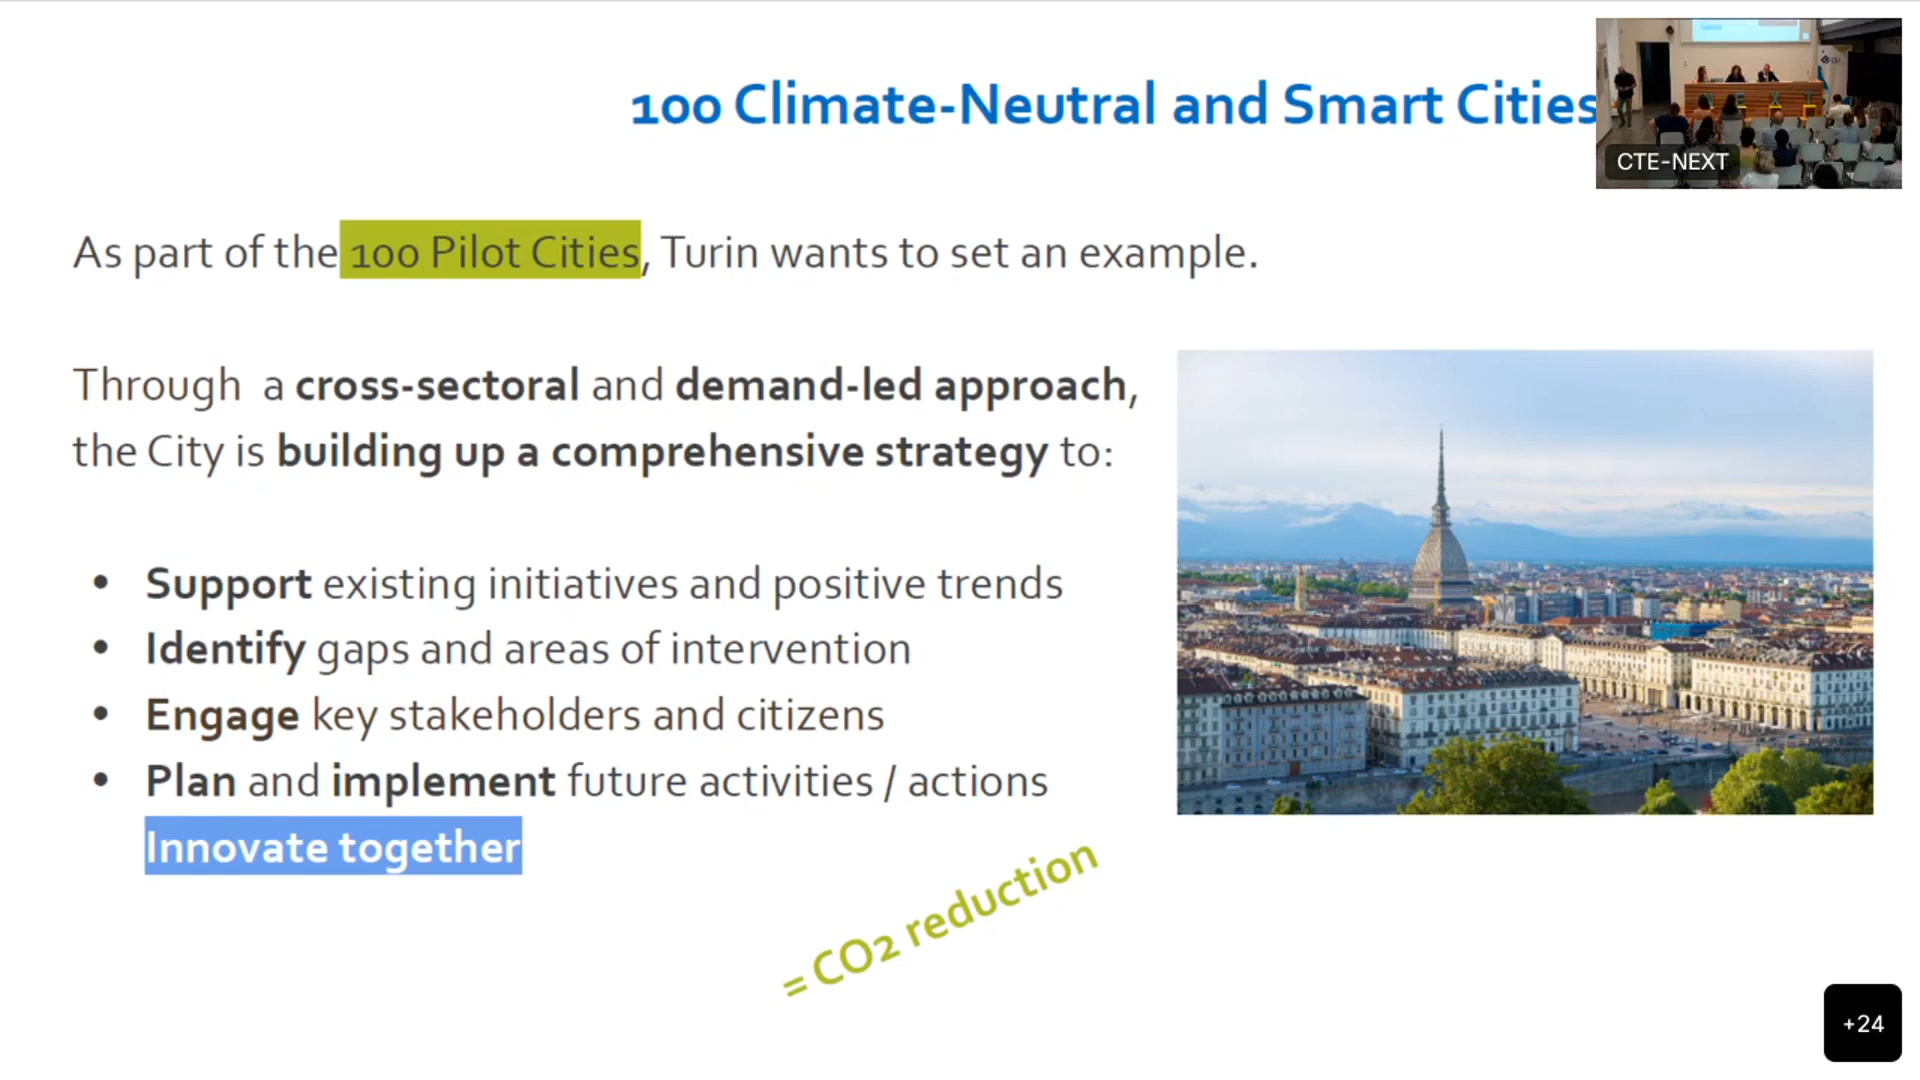 100 Climate-Neutral and Smart Cities
CTE-NEXT
As part of the 100 Pilot Cities, Turin wants to set an example.
Through a cross-sectoral and demand-led approach,
the City is building up a comprehensive strategy to:
• Support existing initiatives and positive trends
• Identify gaps and areas of intervention
• Engage key stakeholders and citizens
• Plan and implement future activities / actions
Innovate together
= CO2 reduction
+24